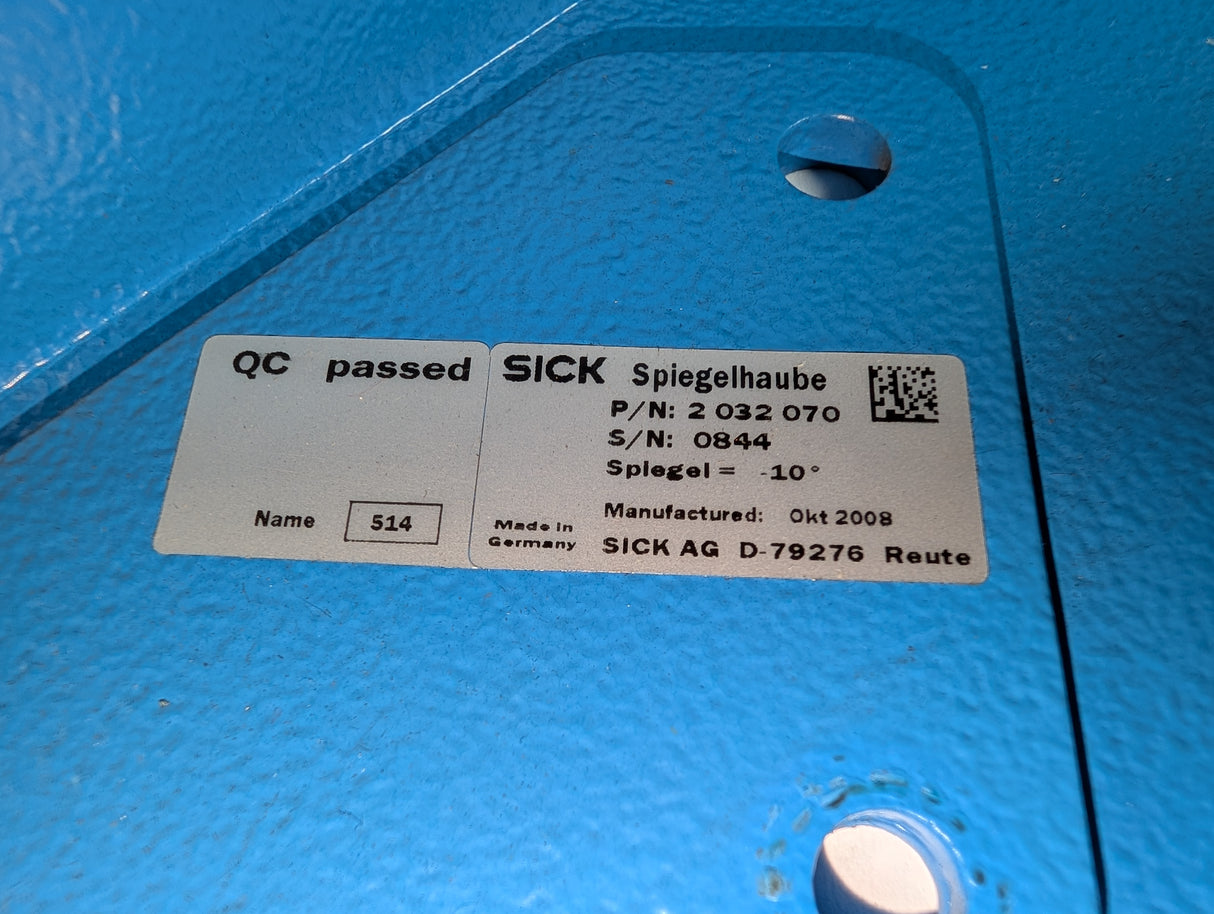 QC passed
Name 514
SICK Spiegelhaube
P/N: 2 032 070
S/N: 0844
Spiegel = -10°
Manufactured: Okt 2008
Made in
Germany
SICK AG D-79276 Reute